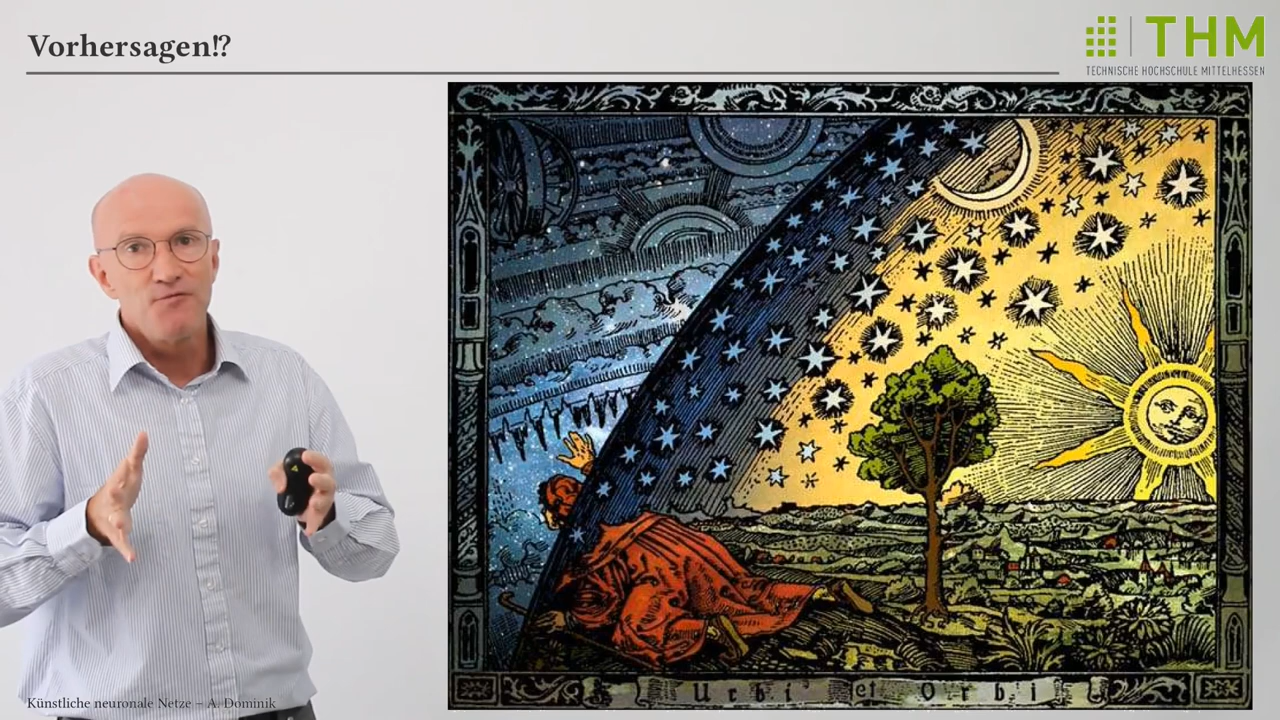 Vorhersagen!?
THM
TECHNISCHE HOCHSCHULE MITTELHESSEN
Urbi et Orbi
Künstliche neuronale Netze – A. Dominik